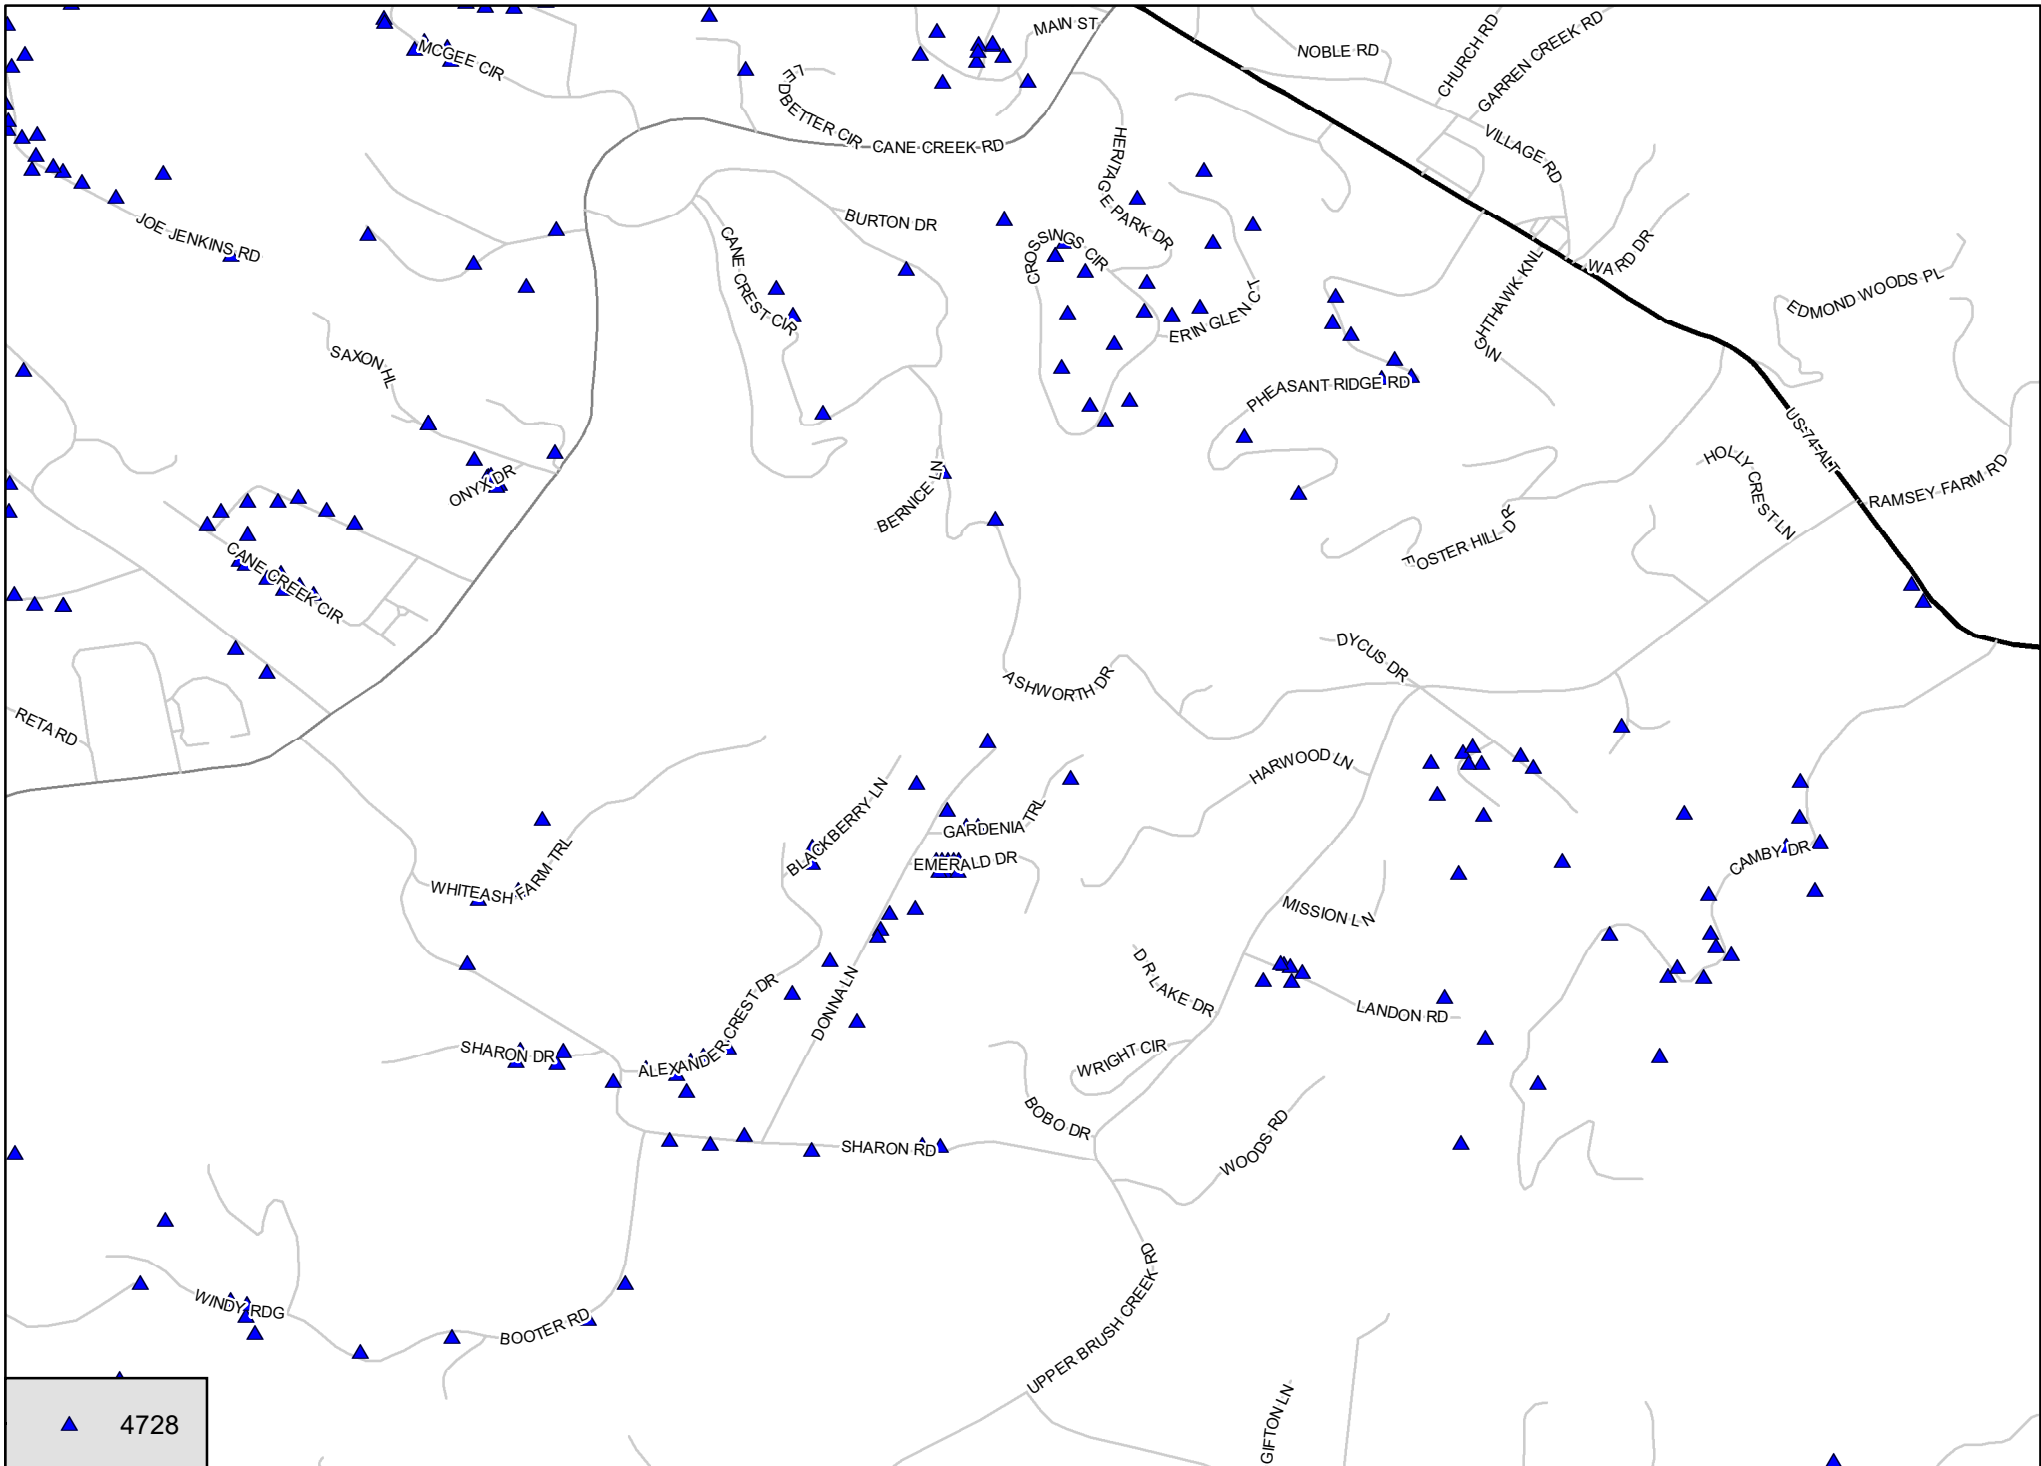 MAIN ST
NOBLE RD
CHURCH RD
GARREN CREEK RD
MCGEE CIR
LEDBETTER CIR
CANE CREEK RD
VILLAGE RD
HERITAGE PARK DR
JOE JENKINS RD
BURTON DR
CANE CREST CIR
CROSSINGS CIR
WARD DR
NIGHTHAWK KNL
EDMOND WOODS PL
ERIN GLEN CT
SAXON HL
PHEASANT RIDGE RD
US-74-ALT
HOLLY CREST LN
RAMSEY FARM RD
ONYX DR
BERNICE LN
FOSTER HILL DR
CANE CREEK CIR
DYCUS DR
ASHWORTH DR
RETA RD
HARWOOD LN
BLACKBERRY LN
GARDENIA TRL
EMERALD DR
WHITEASH FARM TRL
CAMBY DR
MISSION LN
D R LAKE DR
LANDON RD
ALEXANDER CREST DR
DONNA LN
SHARON DR
WRIGHT CIR
BOBO DR
WOODS RD
SHARON RD
WINDY RDG
BOOTER RD
UPPER BRUSH CREEK RD
GIFTON LN
4728